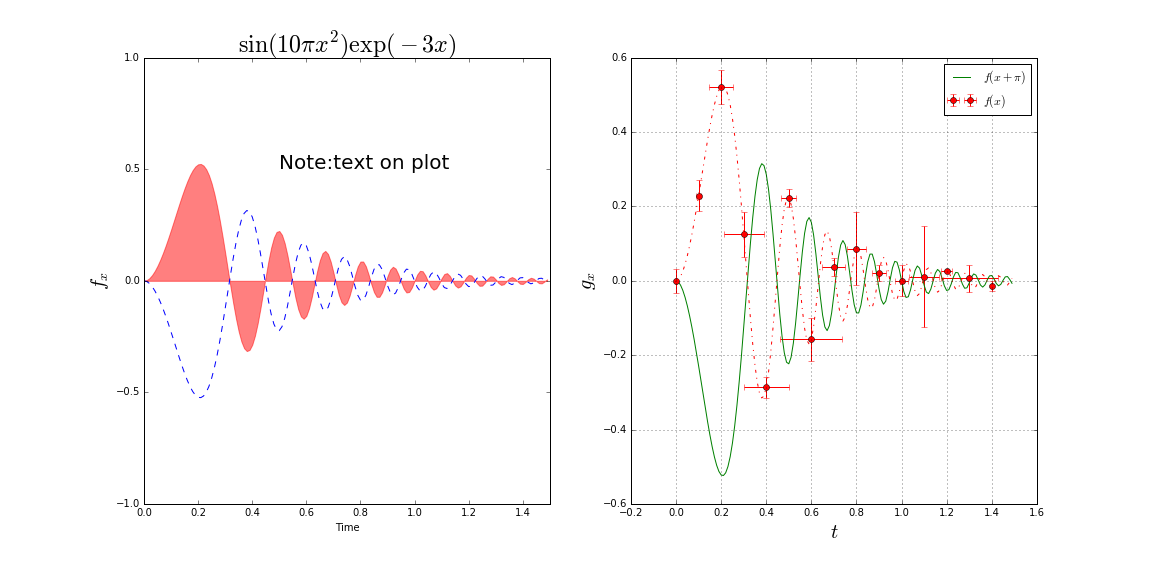 sin(10πx²)exp(−3x)
1.0
0.5
0.0
−0.5
−1.0
fₓ
Note:text on plot
0.0 0.2 0.4 0.6 0.8 1.0 1.2 1.4
Time
0.6
0.4
0.2
0.0
−0.2
−0.4
−0.6
gₓ
f(x+π)
f(x)
−0.2 0.0 0.2 0.4 0.6 0.8 1.0 1.2 1.4 1.6
t